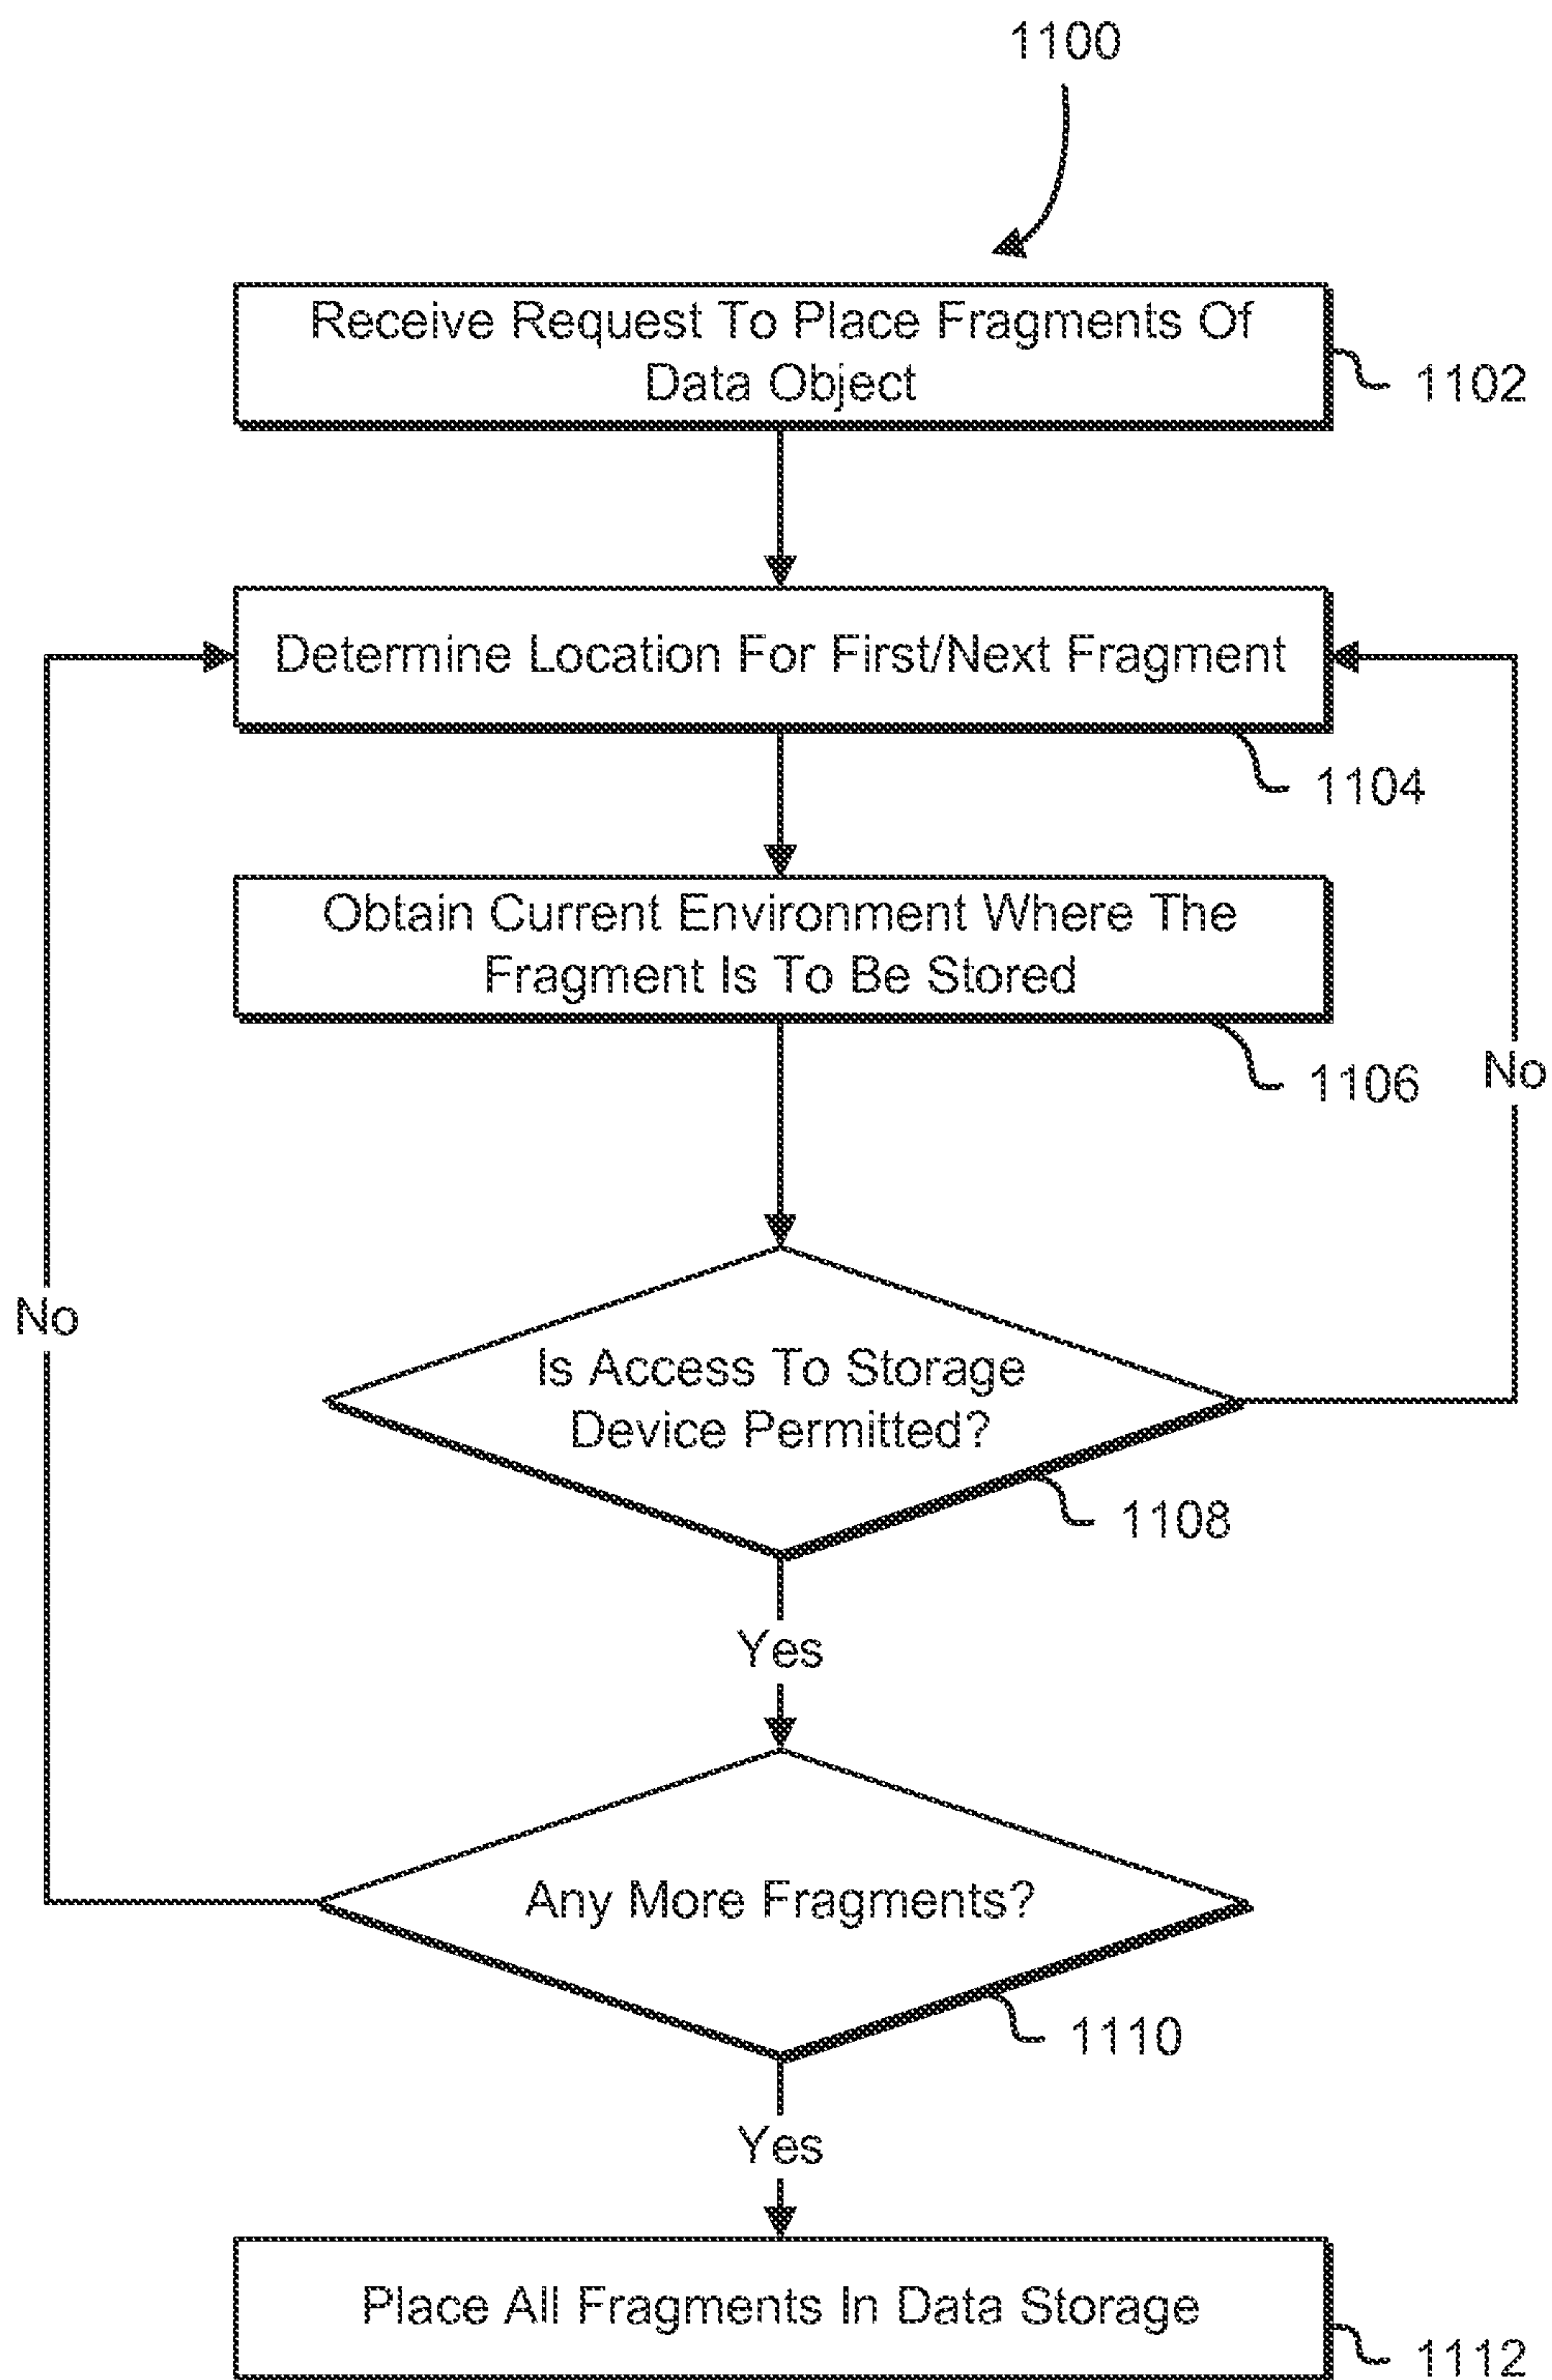 1100
Receive Request To Place Fragments Of
Data Object
1102
Determine Location For First/Next Fragment
1104
Obtain Current Environment Where The
Fragment Is To Be Stored
1106
No
No
Is Access To Storage
Device Permitted?
1108
Yes
Any More Fragments?
1110
Yes
Place All Fragments In Data Storage
1112